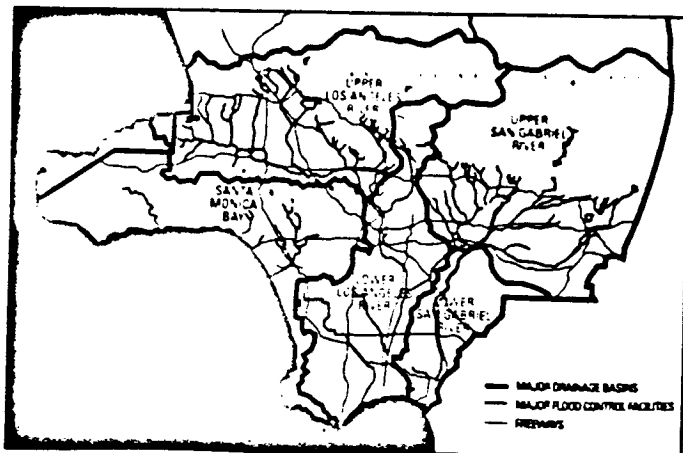 UPPER
LOS ANGELES
RIVER
UPPER
SAN GABRIEL
RIVER
SANTA
MONICA
BAY
LOWER
LOS ANGELES
RIVER
LOWER
SAN GABRIEL
RIVER
MAJOR DRAINAGE BASINS
MAJOR FLOOD CONTROL FACILITIES
FREEWAYS